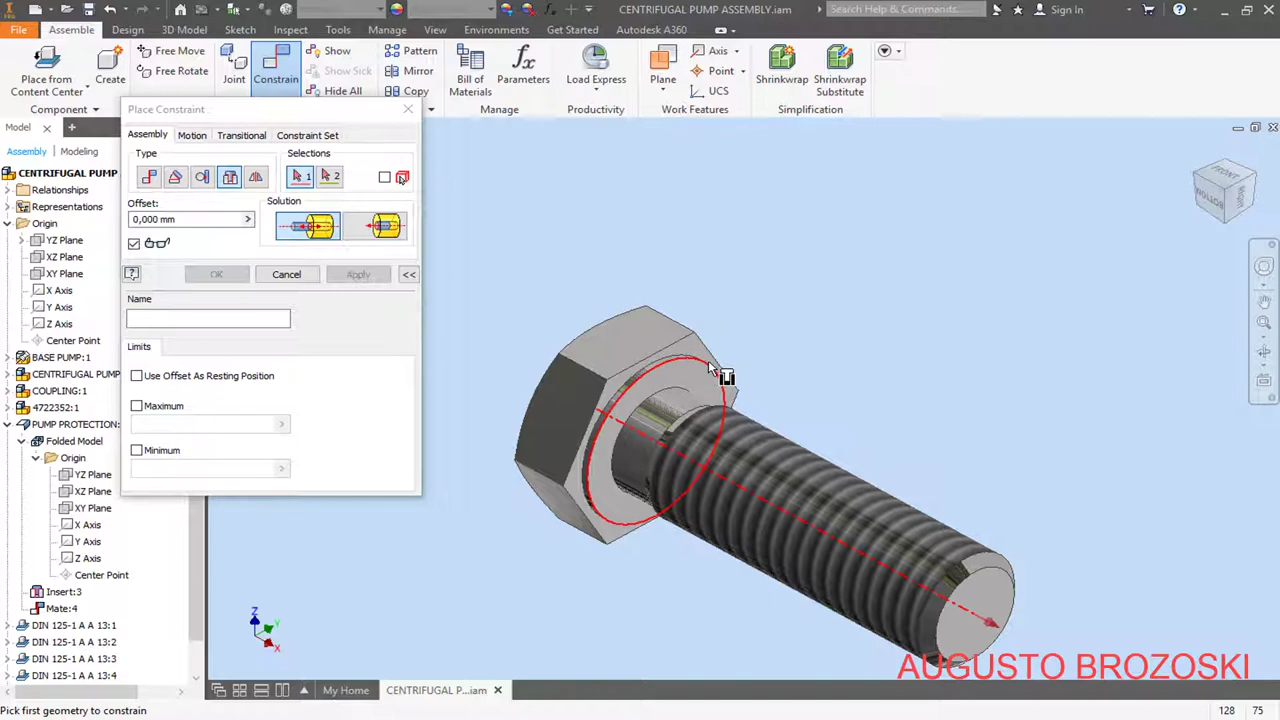 CENTRIFUGAL PUMP ASSEMBLY.iam
Search Help & Commands...
Sign In
File
Assemble
Design
3D Model
Sketch
Inspect
Tools
Manage
View
Environments
Get Started
Autodesk A360
Place from
Content Center
Create
Free Move
Free Rotate
Component
Joint
Constrain
Show
Show Sick
Hide All
Pattern
Mirror
Copy
Bill of
Materials
Parameters
Manage
Load Express
Productivity
Plane
Axis
Point
UCS
Work Features
Shrinkwrap
Shrinkwrap
Substitute
Simplification
Model
Assembly
Modeling
CENTRIFUGAL PUMP
Relationships
Representations
Origin
YZ Plane
XZ Plane
XY Plane
X Axis
Y Axis
Z Axis
Center Point
BASE PUMP:1
CENTRIFUGAL PUMP
COUPLING:1
4722352:1
PUMP PROTECTION:
Folded Model
Origin
YZ Plane
XZ Plane
XY Plane
X Axis
Y Axis
Z Axis
Center Point
Insert:3
Mate:4
DIN 125-1 A A 13:1
DIN 125-1 A A 13:2
DIN 125-1 A A 13:3
DIN 125-1 A A 13:4
Place Constraint
Assembly
Motion
Transitional
Constraint Set
Type
Selections
1
2
Offset:
0,000 mm
Solution
OK
Cancel
Apply
<<
Name
Limits
Use Offset As Resting Position
Maximum
Minimum
BOTTOM
FRONT
RIGHT
Z
Y
X
AUGUSTO BROZOSKI
My Home
CENTRIFUGAL P...iam
Pick first geometry to constrain
128
75